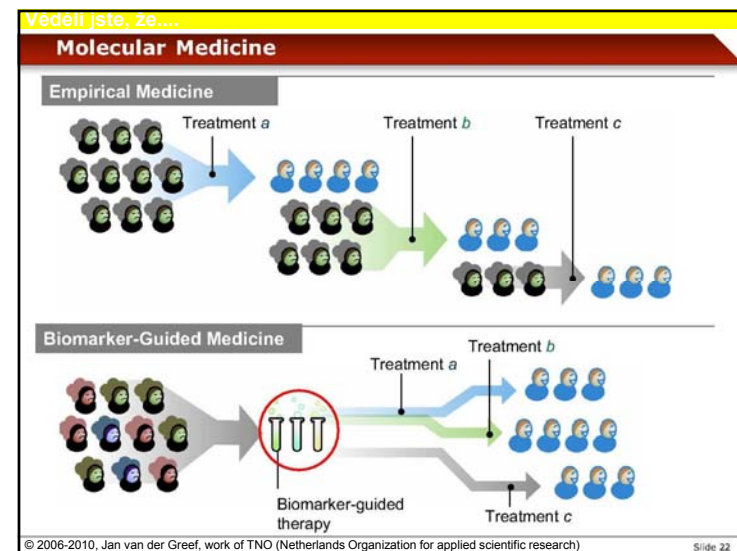 Věděli jste, že....
Molecular Medicine
Empirical Medicine
Treatment a
Treatment b
Treatment c
Biomarker-Guided Medicine
Treatment a
Treatment b
Biomarker-guided
therapy
Treatment c
© 2006-2010, Jan van der Greef, work of TNO (Netherlands Organization for applied scientific research)
Slide 22